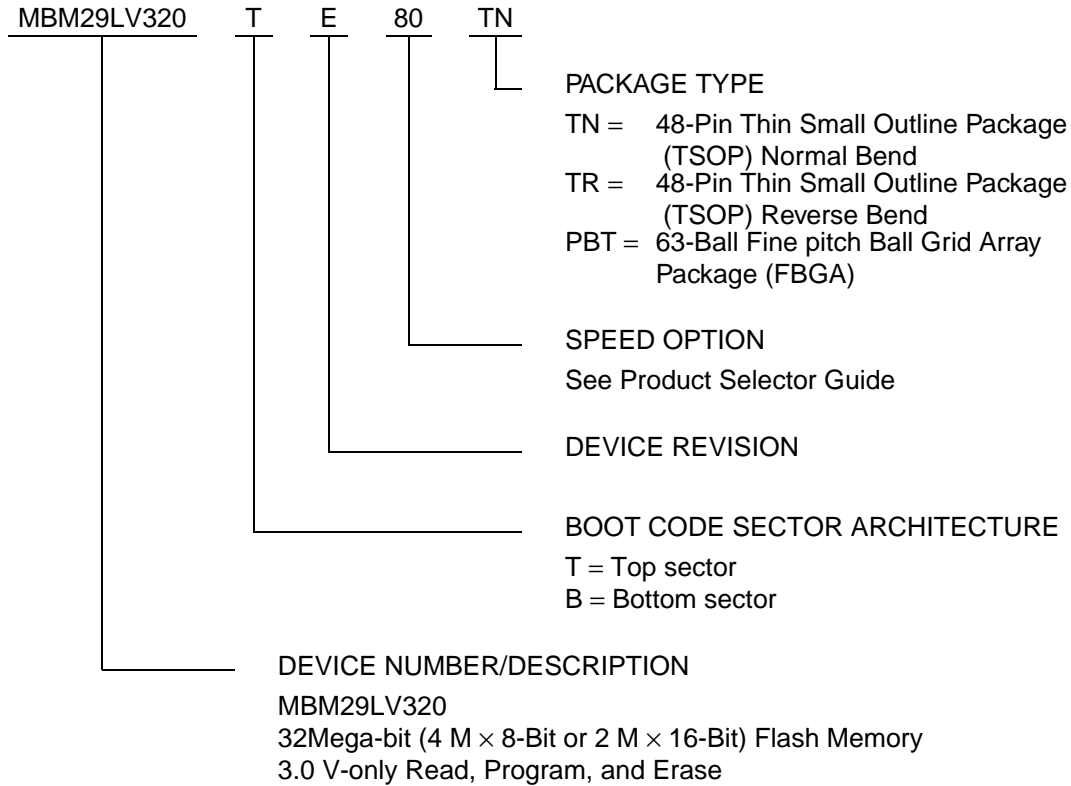 MBM29LV320 T E 80 TN
PACKAGE TYPE
TN = 48-Pin Thin Small Outline Package
(TSOP) Normal Bend
TR = 48-Pin Thin Small Outline Package
(TSOP) Reverse Bend
PBT = 63-Ball Fine pitch Ball Grid Array
Package (FBGA)
SPEED OPTION
See Product Selector Guide
DEVICE REVISION
BOOT CODE SECTOR ARCHITECTURE
T = Top sector
B = Bottom sector
DEVICE NUMBER/DESCRIPTION
MBM29LV320
32Mega-bit (4 M × 8-Bit or 2 M × 16-Bit) Flash Memory
3.0 V-only Read, Program, and Erase